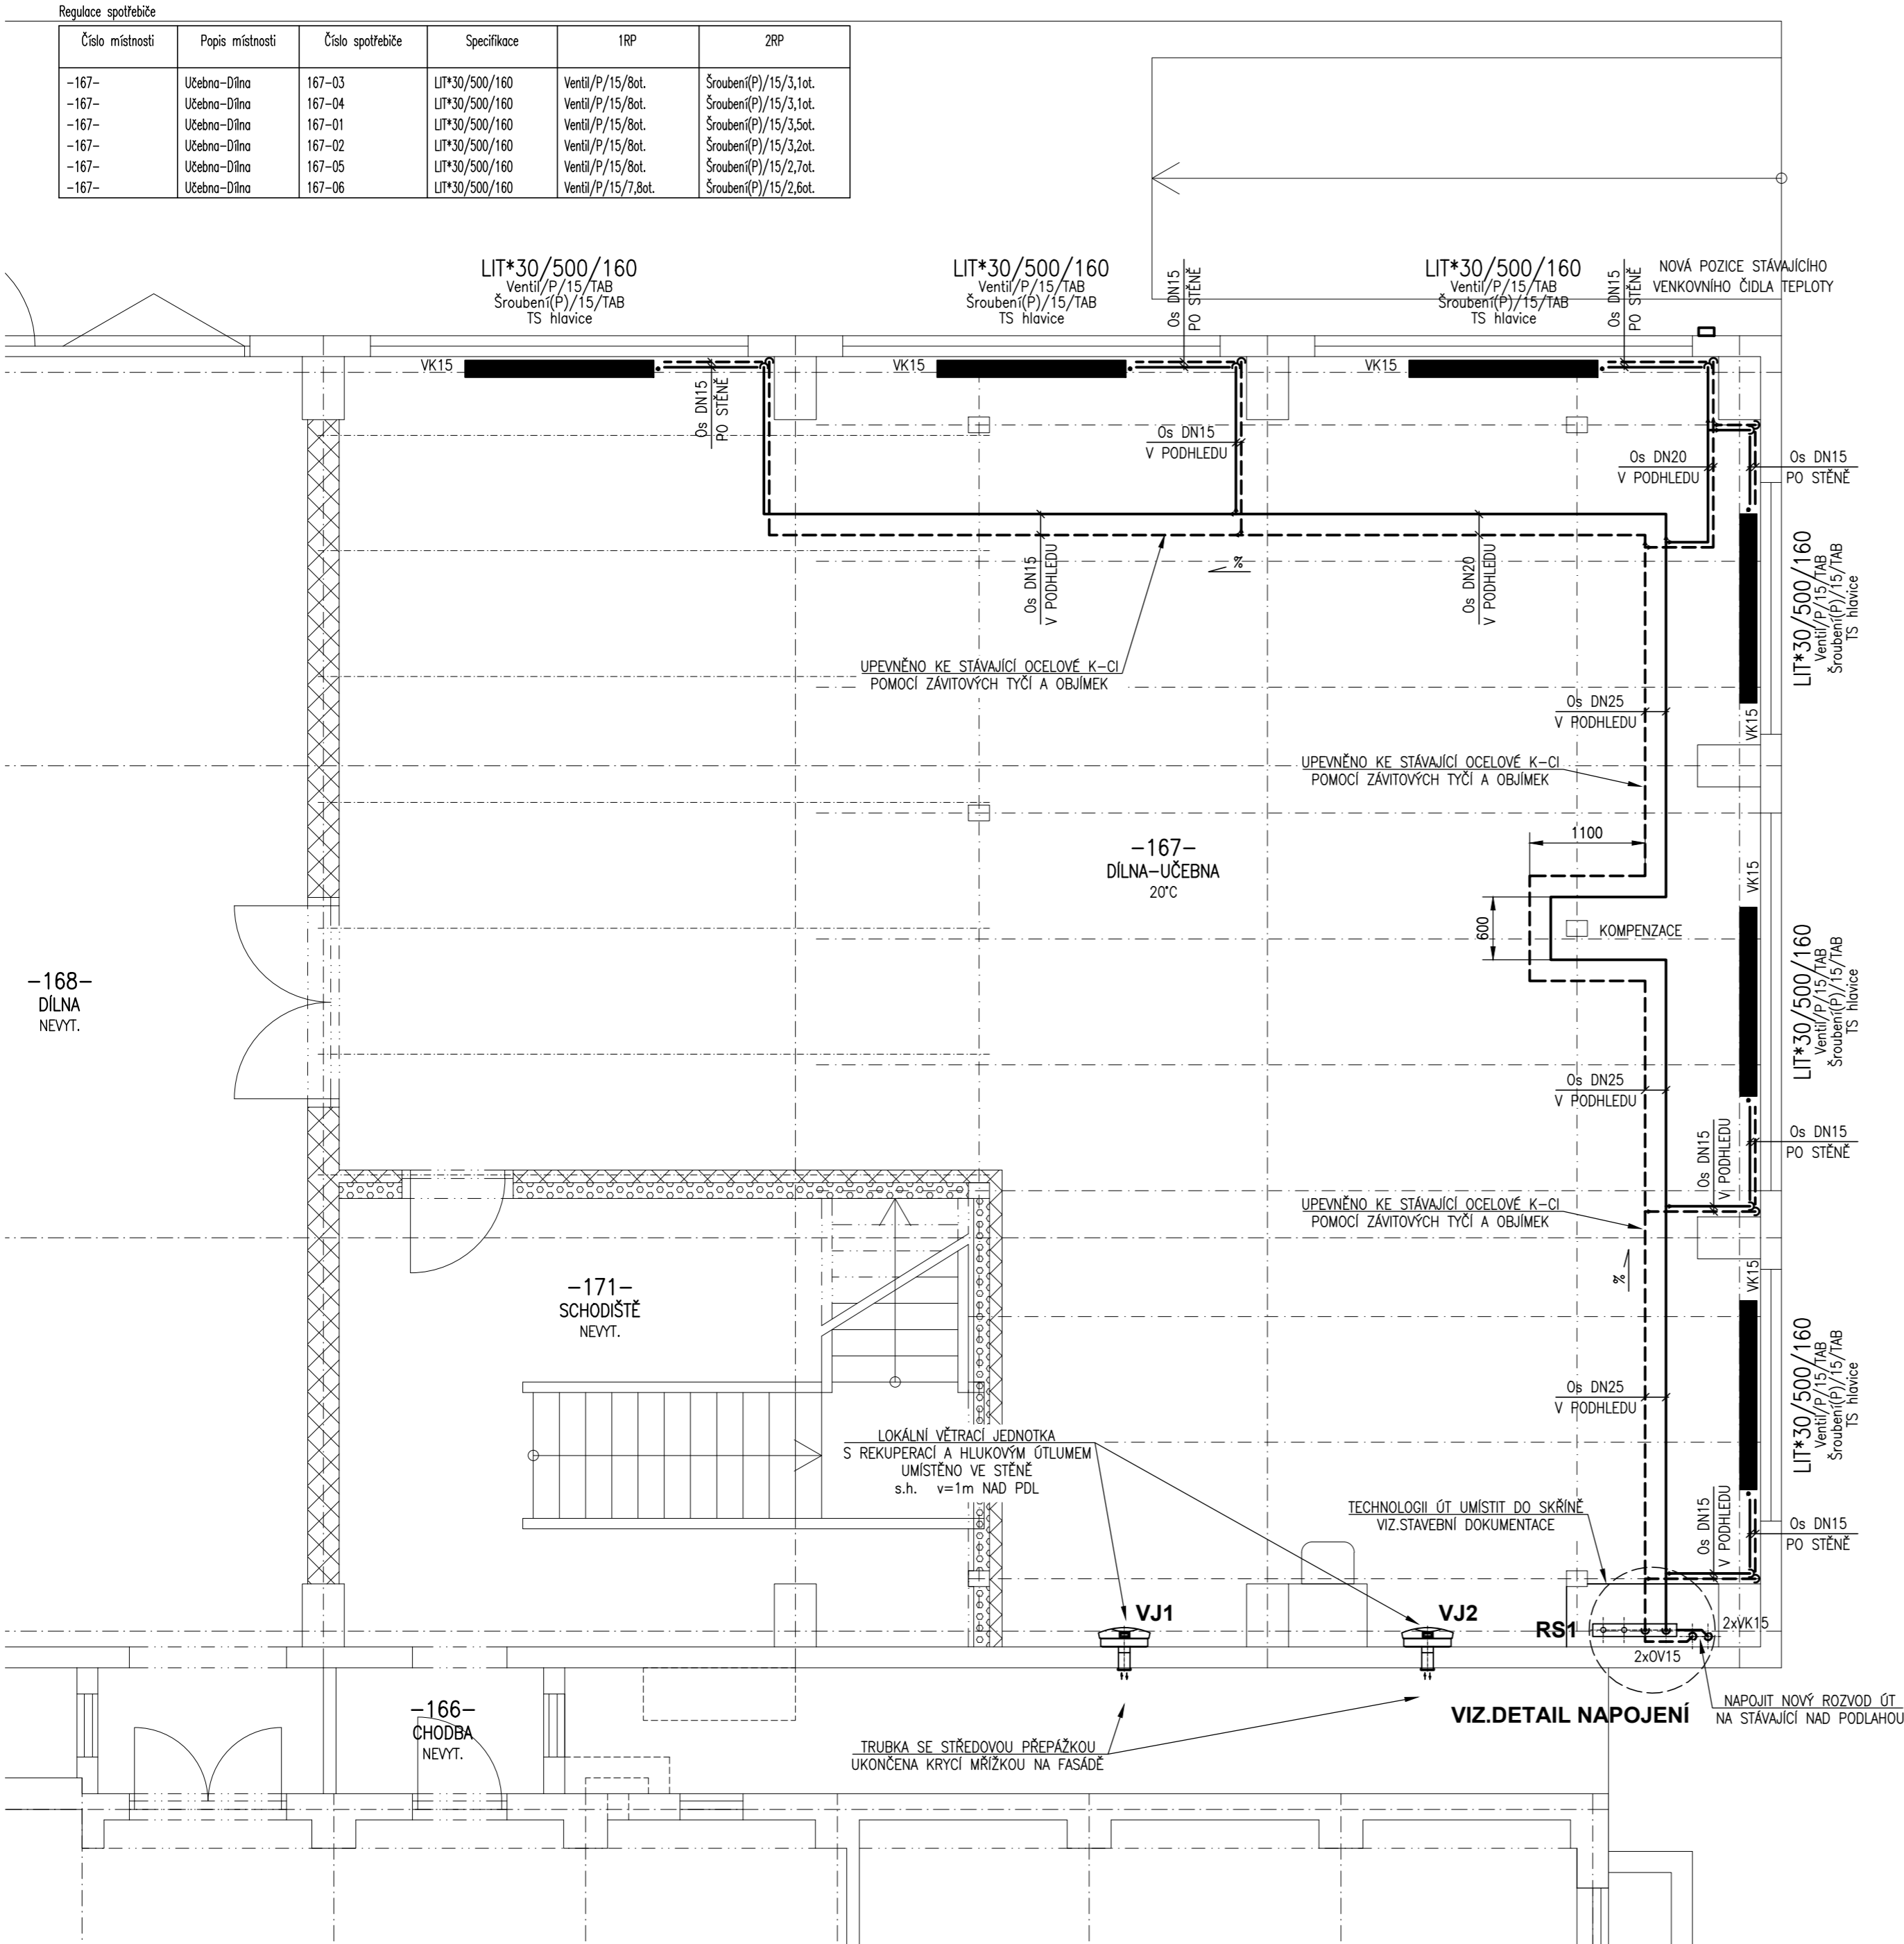 Regulace spotřebiče
Číslo místnosti Popis místnosti Číslo spotřebiče Specifikace 1RP 2RP
-167- Učebna-Dílna 167-03 LIT*30/500/160 Ventil/P/15/8ot. Šroubení(P)/15/3,1ot.
-167- Učebna-Dílna 167-04 LIT*30/500/160 Ventil/P/15/8ot. Šroubení(P)/15/3,1ot.
-167- Učebna-Dílna 167-01 LIT*30/500/160 Ventil/P/15/8ot. Šroubení(P)/15/3,5ot.
-167- Učebna-Dílna 167-02 LIT*30/500/160 Ventil/P/15/8ot. Šroubení(P)/15/3,2ot.
-167- Učebna-Dílna 167-05 LIT*30/500/160 Ventil/P/15/8ot. Šroubení(P)/15/2,7ot.
-167- Učebna-Dílna 167-06 LIT*30/500/160 Ventil/P/15/7,8ot. Šroubení(P)/15/2,6ot.
LIT*30/500/160
Ventil/P/15/TAB
Šroubení(P)/15/TAB
TS hlavice
LIT*30/500/160
Ventil/P/15/TAB
Šroubení(P)/15/TAB
TS hlavice
Os DN15
PO STĚNĚ
LIT*30/500/160
Ventil/P/15/TAB
Šroubení(P)/15/TAB
TS hlavice
Os DN15
PO STĚNĚ
NOVÁ POZICE STÁVAJÍCÍHO
VENKOVNÍHO ČIDLA TEPLOTY
VK15
Os DN15
PO STĚNĚ
VK15
VK15
Os DN15
V PODHLEDU
Os DN20
V PODHLEDU
Os DN15
PO STĚNĚ
Os DN15
V PODHLEDU
%
Os DN20
V PODHLEDU
LIT*30/500/160
Ventil/P/15/TAB
Šroubení(P)/15/TAB
TS hlavice
UPEVNĚNO KE STÁVAJÍCÍ OCELOVÉ K-CI
POMOCÍ ZÁVITOVÝCH TYČÍ A OBJÍMEK
Os DN25
V PODHLEDU
VK15
UPEVNĚNO KE STÁVAJÍCÍ OCELOVÉ K-CI
POMOCÍ ZÁVITOVÝCH TYČÍ A OBJÍMEK
1100
-167-
DÍLNA-UČEBNA
20°C
VK15
600
KOMPENZACE
LIT*30/500/160
Ventil/P/15/TAB
Šroubení(P)/15/TAB
TS hlavice
-168-
DÍLNA
NEVYT.
Os DN25
V PODHLEDU
Os DN15
V PODHLEDU
Os DN15
PO STĚNĚ
UPEVNĚNO KE STÁVAJÍCÍ OCELOVÉ K-CI
POMOCÍ ZÁVITOVÝCH TYČÍ A OBJÍMEK
%
VK15
-171-
SCHODIŠTĚ
NEVYT.
LIT*30/500/160
Ventil/P/15/TAB
Šroubení(P)/15/TAB
TS hlavice
Os DN25
V PODHLEDU
LOKÁLNÍ VĚTRACÍ JEDNOTKA
S REKUPERACÍ A HLUKOVÝM ÚTLUMEM
UMÍSTĚNO VE STĚNĚ
s.h. v=1m NAD PDL
TECHNOLOGII ÚT UMÍSTIT DO SKŘÍNĚ
VIZ.STAVEBNÍ DOKUMENTACE
Os DN15
V PODHLEDU
Os DN15
PO STĚNĚ
VJ1
VJ2
RS1
2xVK15
2xOV15
VIZ.DETAIL NAPOJENÍ
NAPOJIT NOVÝ ROZVOD ÚT
NA STÁVAJÍCÍ NAD PODLAHOU
-166-
CHODBA
NEVYT.
TRUBKA SE STŘEDOVOU PŘEPÁŽKOU
UKONČENA KRYCÍ MŘÍŽKOU NA FASÁDĚ